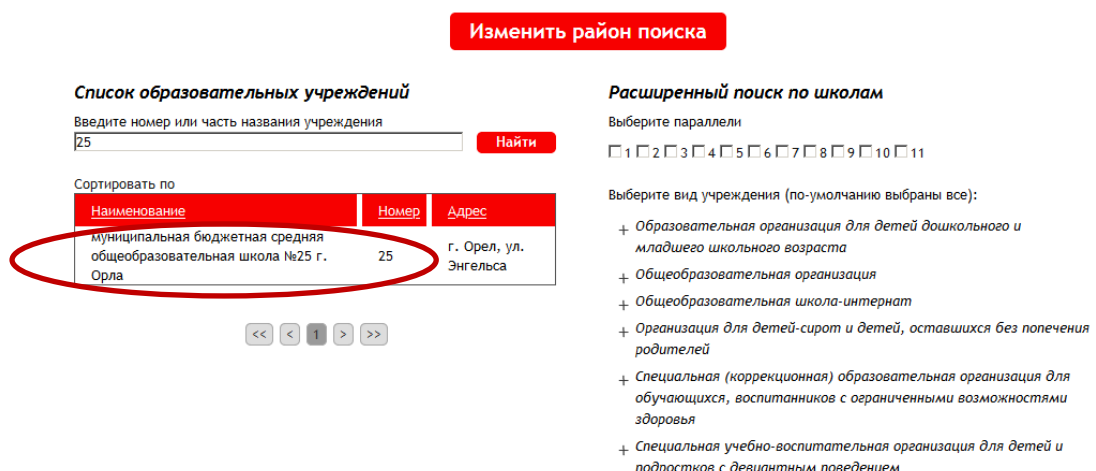 Изменить район поиска
Список образовательных учреждений
Введите номер или часть названия учреждения
25
Найти
Сортировать по
Наименование Номер Адрес
муниципальная бюджетная средняя
общеобразовательная школа №25 г.
Орла
25
г. Орел, ул.
Энгельса
<< < 1 > >>
Расширенный поиск по школам
Выберите параллели
1 2 3 4 5 6 7 8 9 10 11
Выберите вид учреждения (по-умолчанию выбраны все):
+ Образовательная организация для детей дошкольного и
младшего школьного возраста
+ Общеобразовательная организация
+ Общеобразовательная школа-интернат
+ Организация для детей-сирот и детей, оставшихся без попечения
родителей
+ Специальная (коррекционная) образовательная организация для
обучающихся, воспитанников с ограниченными возможностями
здоровья
+ Специальная учебно-воспитательная организация для детей и
подростков с девиантным поведением